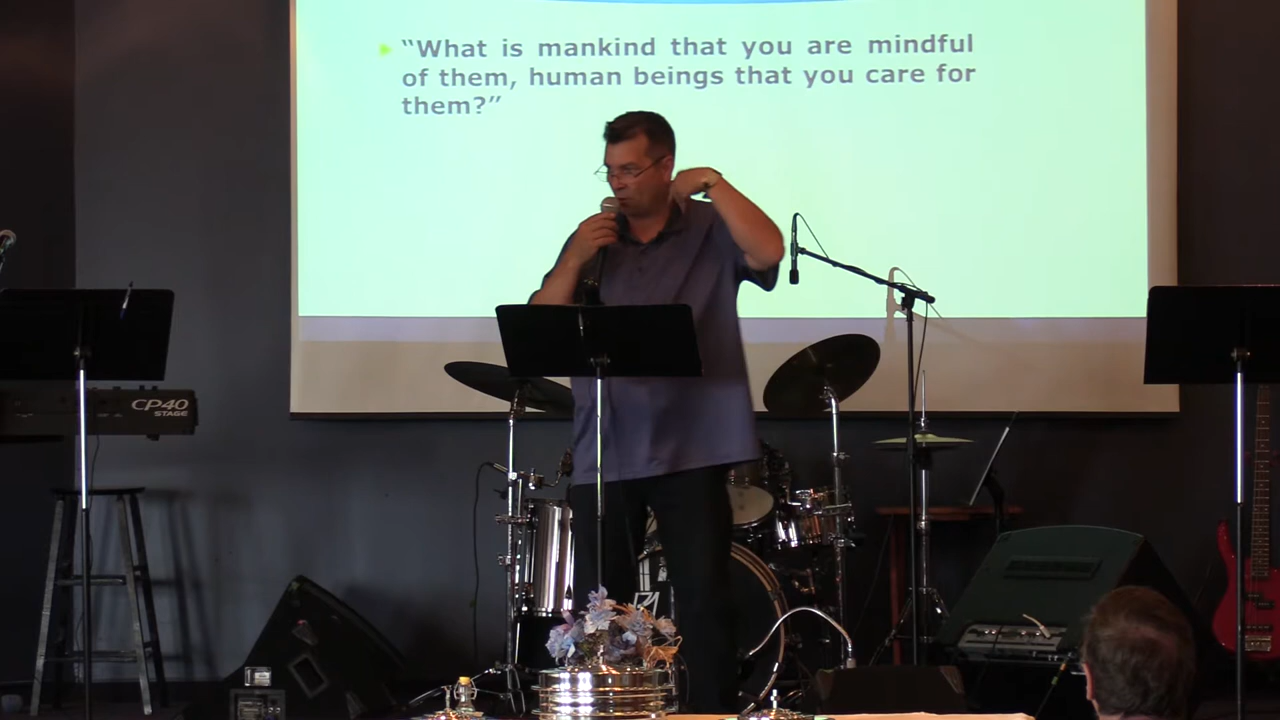 “What is mankind that you are mindful
of them, human beings that you care for
them?”
CP40
STAGE